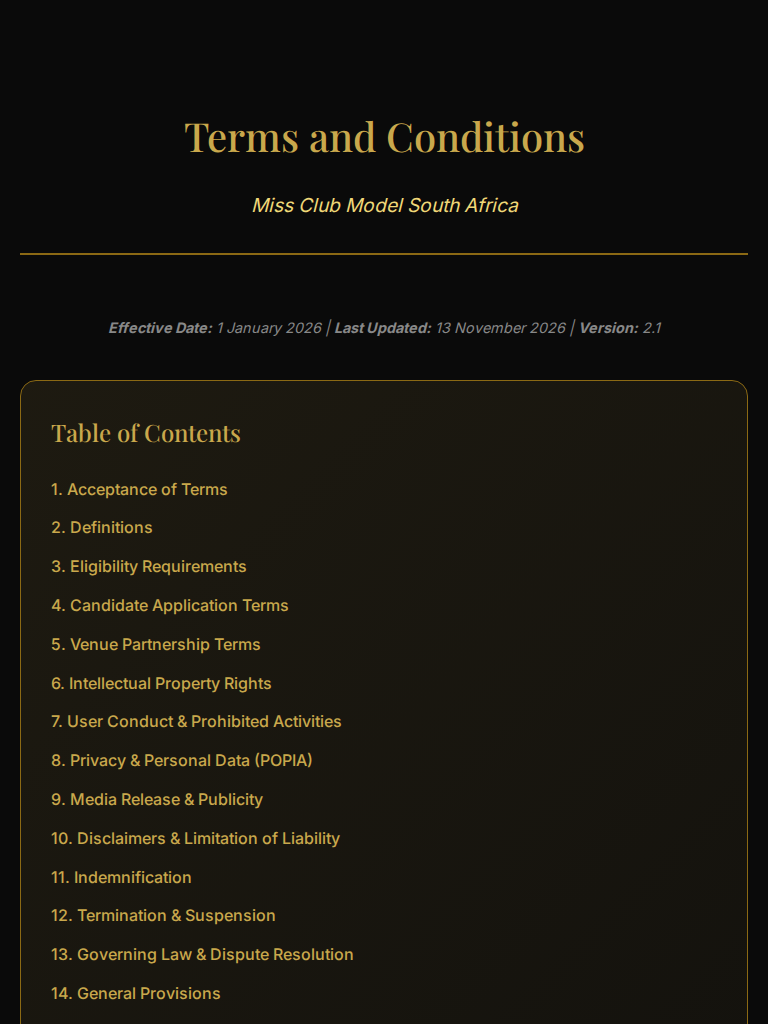 Terms and Conditions
Miss Club Model South Africa
Effective Date: 1 January 2026 | Last Updated: 13 November 2026 | Version: 2.1
Table of Contents
1. Acceptance of Terms
2. Definitions
3. Eligibility Requirements
4. Candidate Application Terms
5. Venue Partnership Terms
6. Intellectual Property Rights
7. User Conduct & Prohibited Activities
8. Privacy & Personal Data (POPIA)
9. Media Release & Publicity
10. Disclaimers & Limitation of Liability
11. Indemnification
12. Termination & Suspension
13. Governing Law & Dispute Resolution
14. General Provisions